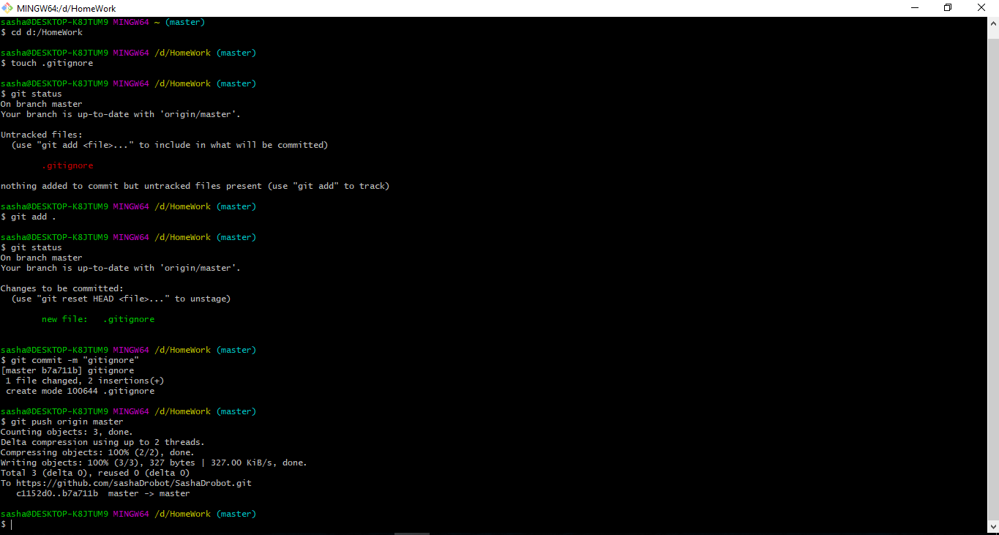 MINGW64:/d/HomeWork
sasha@DESKTOP-K8JTUM9 MINGW64 ~ (master)
$ cd d:/HomeWork
sasha@DESKTOP-K8JTUM9 MINGW64 /d/HomeWork (master)
$ touch .gitignore
sasha@DESKTOP-K8JTUM9 MINGW64 /d/HomeWork (master)
$ git status
On branch master
Your branch is up-to-date with 'origin/master'.
Untracked files:
  (use "git add <file>..." to include in what will be committed)
        .gitignore
nothing added to commit but untracked files present (use "git add" to track)
sasha@DESKTOP-K8JTUM9 MINGW64 /d/HomeWork (master)
$ git add .
sasha@DESKTOP-K8JTUM9 MINGW64 /d/HomeWork (master)
$ git status
On branch master
Your branch is up-to-date with 'origin/master'.
Changes to be committed:
  (use "git reset HEAD <file>..." to unstage)
        new file:   .gitignore
sasha@DESKTOP-K8JTUM9 MINGW64 /d/HomeWork (master)
$ git commit -m "gitignore"
[master b7a711b] gitignore
 1 file changed, 2 insertions(+)
 create mode 100644 .gitignore
sasha@DESKTOP-K8JTUM9 MINGW64 /d/HomeWork (master)
$ git push origin master
Counting objects: 3, done.
Delta compression using up to 2 threads.
Compressing objects: 100% (2/2), done.
Writing objects: 100% (3/3), 327 bytes | 327.00 KiB/s, done.
Total 3 (delta 0), reused 0 (delta 0)
To https://github.com/sashaDrobot/SashaDrobot.git
   c1152d0..b7a711b  master -> master
sasha@DESKTOP-K8JTUM9 MINGW64 /d/HomeWork (master)
$